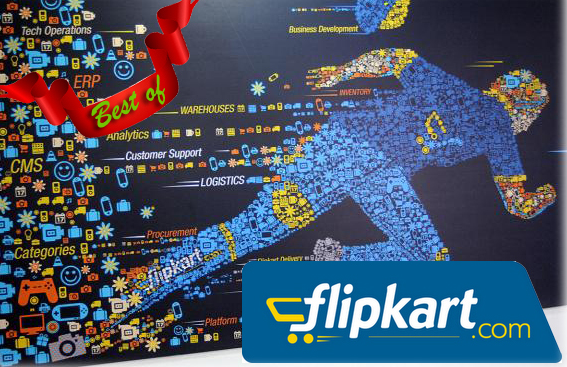 Tech Operations
Business Development
ERP
Best of
INVENTORY
WAREHOUSES
Analytics
Customer Support
CMS
LOGISTICS
Procurement
Categories
flipkart
Flipkart Delivery
Platform
flipkart.com